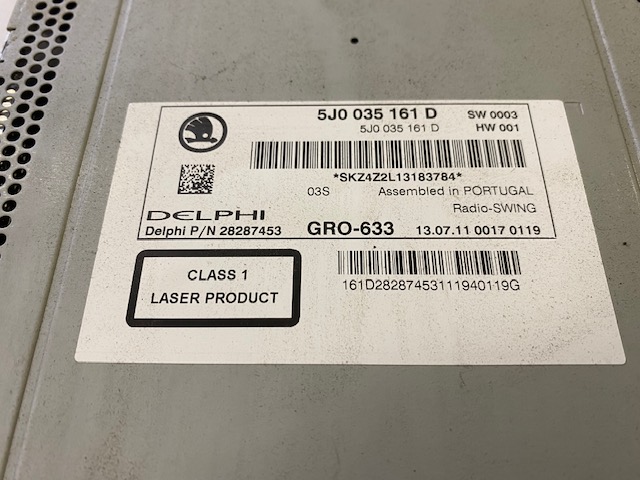 5J0 035 161 D SW 0003
5J0 035 161 D HW 001
*SKZ4Z2L13183784*
03S Assembled in PORTUGAL
Radio-SWING
DELPHI
Delphi P/N 28287453 GRO-633 13.07.11 0017 0119
CLASS 1
LASER PRODUCT
161D28287453111940119G